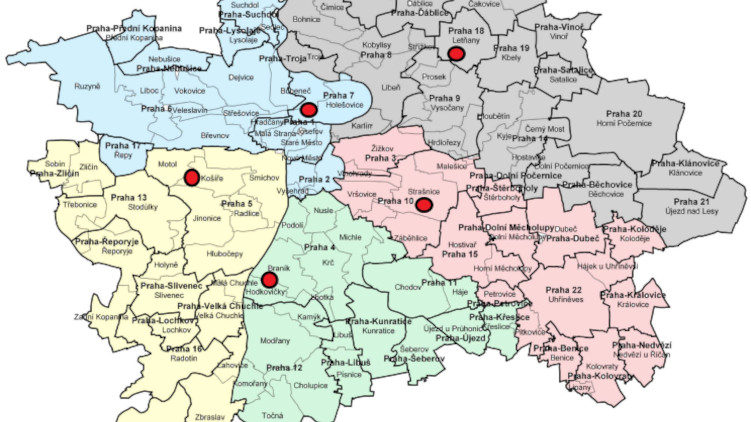 Suchdol
Praha-Suchdol
Sedlec
Praha-Přední Kopanina
Přední Kopanina
Praha-Lysolaje
Lysolaje
Nebušice
Praha-Nebušice
Praha-Troja
Troja
Ruzyně
Liboc
Vokovice
Dejvice
Bubeneč
Praha 7
Holešovice
Praha 6
Veleslavín
Střešovice
Hradčany
Praha 1
Josefov
Malá Strana
Staré Město
Břevnov
Nové Město
Praha 17
Řepy
Praha 2
Vyšehrad
Vinohrady
Čimice
Bohnice
Ďáblice
Praha-Ďáblice
Čakovice
Kobylisy
Střížkov
Praha 18
Letňany
Praha 8
Praha 19
Kbely
Praha-Vinoř
Vinoř
Praha-Satalice
Satalice
Libeň
Prosek
Praha 9
Vysočany
Karlín
Hrdlořezy
Hloubětín
Kyje
Praha 14
Černý Most
Hostavice
Praha 20
Horní Počernice
Dolní Počernice
Praha-Dolní Počernice
Praha-Klánovice
Klánovice
Praha-Běchovice
Běchovice
Praha 21
Újezd nad Lesy
Žižkov
Praha 3
Malešice
Vršovice
Strašnice
Praha 10
Záběhlice
Praha-Štěrboholy
Štěrboholy
Praha-Dolní Měcholupy
Dolní Měcholupy
Hostivař
Praha 15
Horní Měcholupy
Dubeč
Praha-Dubeč
Praha-Koloděje
Koloděje
Hájek u Uhříněvsi
Praha-Petrovice
Petrovice
Praha 22
Uhříněves
Praha-Královice
Královice
Pitkovice
Praha-Benice
Benice
Praha-Nedvězí
Nedvězí u Říčan
Kolovraty
Praha-Kolovraty
Lipany
Sobín
Zličín
Praha-Zličín
Motol
Košíře
Smíchov
Praha 13
Třebonice
Stodůlky
Praha 5
Radlice
Jinonice
Praha-Řeporyje
Řeporyje
Hlubočepy
Holyně
Praha-Slivenec
Slivenec
Malá Chuchle
Praha-Velká Chuchle
Velká Chuchle
Zadní Kopanina
Praha-Lochkov
Lochkov
Praha 16
Radotín
Lahovice
Zbraslav
Nusle
Podolí
Praha 4
Michle
Krč
Braník
Hodkovičky
Lhotka
Chodov
Praha 11
Háje
Kamýk
Libuš
Praha-Kunratice
Kunratice
Újezd u Průhonic
Praha-Újezd
Praha-Křeslice
Křeslice
Modřany
Praha-Libuš
Písnice
Šeberov
Praha-Šeberov
Praha 12
Komořany
Cholupice
Točná